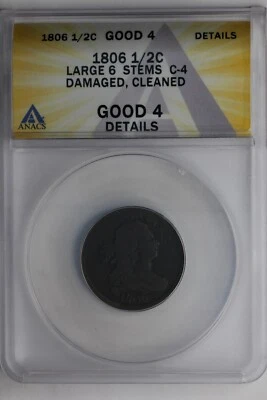 1806 1/2C GOOD 4 DETAILS
1806 1/2C
LARGE 6 STEMS C-4
DAMAGED, CLEANED
ANACS
GOOD 4
DETAILS